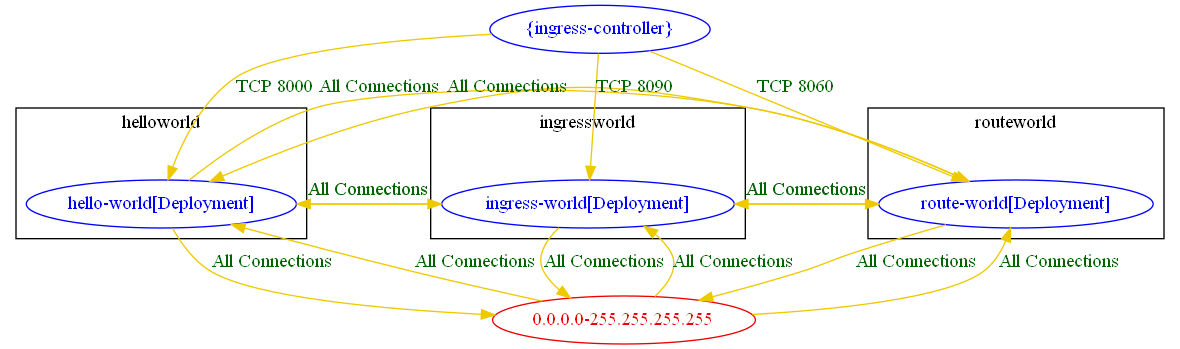 {ingress-controller}
TCP 8000
All Connections
All Connections
TCP 8090
TCP 8060
helloworld
ingressworld
routeworld
All Connections
All Connections
hello-world[Deployment]
ingress-world[Deployment]
route-world[Deployment]
All Connections
All Connections
All Connections
All Connections
All Connections
All Connections
0.0.0.0-255.255.255.255